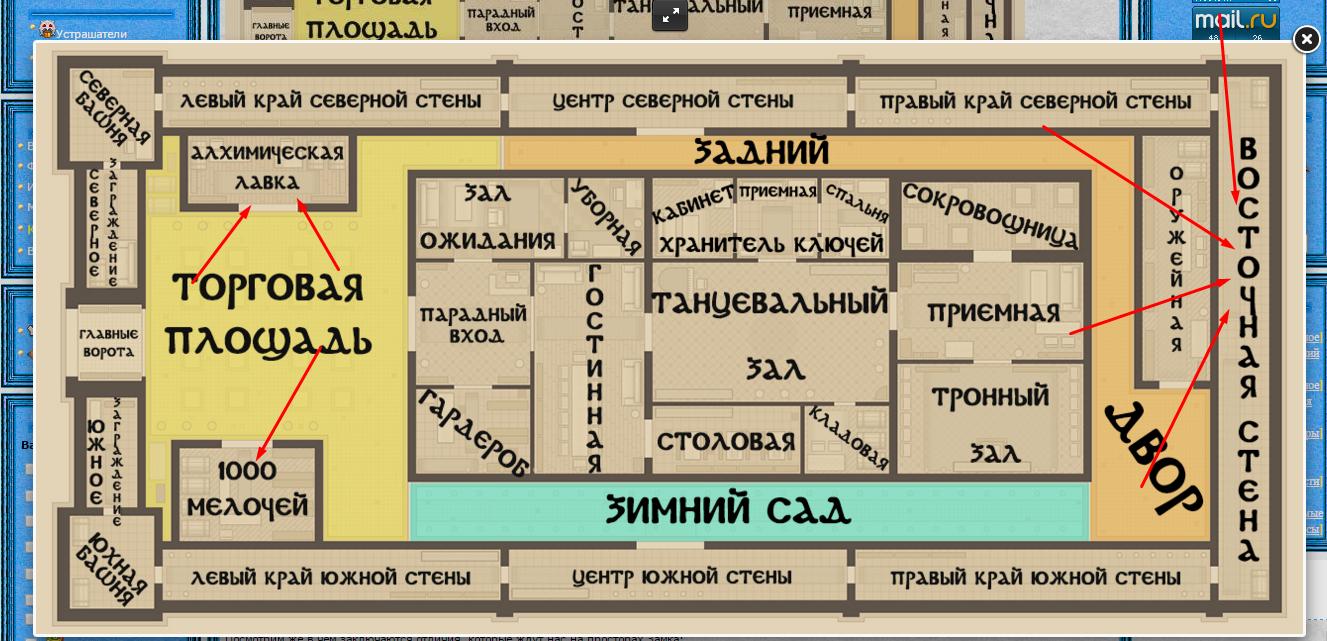 Устрашатели
главные
ворота
торговая
площадь
парадный
вход
приемная
mail.ru
северная
башня
левый край северной стены
центр северной стены
правый край северной стены
алхимическая
лавка
задний
северное
заграждение
зал
ожидания
уборная
кабинет
приемная
спальня
хранитель ключей
сокровищница
оружейная
восточная стена
торговая
площадь
главные
ворота
парадный
вход
гостинная
танцевальный
зал
приемная
гардероб
столовая
кладовая
тронный
зал
двор
южное
заграждение
1000
мелочей
зимний сад
южная
башня
левый край южной стены
центр южной стены
правый край южной стены
Посмотрим же в чем заключаются отличия, которые ждут нас на просторах Замка: